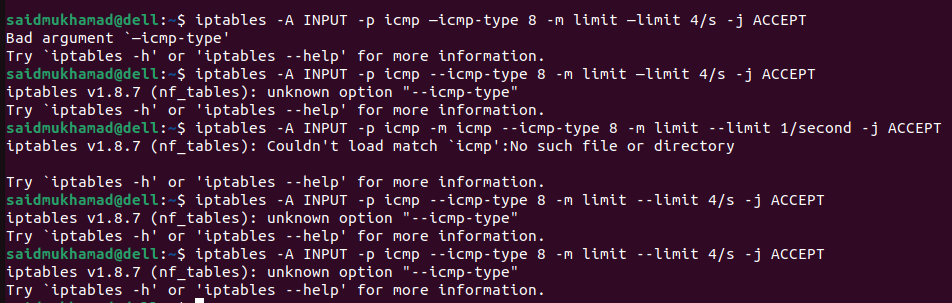 saidmukhamad@dell:~$ iptables -A INPUT -p icmp –icmp-type 8 -m limit –limit 4/s -j ACCEPT
Bad argument `–icmp-type'
Try `iptables -h' or 'iptables --help' for more information.
saidmukhamad@dell:~$ iptables -A INPUT -p icmp --icmp-type 8 -m limit –limit 4/s -j ACCEPT
iptables v1.8.7 (nf_tables): unknown option "--icmp-type"
Try `iptables -h' or 'iptables --help' for more information.
saidmukhamad@dell:~$ iptables -A INPUT -p icmp -m icmp --icmp-type 8 -m limit --limit 1/second -j ACCEPT
iptables v1.8.7 (nf_tables): Couldn't load match `icmp':No such file or directory
Try `iptables -h' or 'iptables --help' for more information.
saidmukhamad@dell:~$ iptables -A INPUT -p icmp --icmp-type 8 -m limit --limit 4/s -j ACCEPT
iptables v1.8.7 (nf_tables): unknown option "--icmp-type"
Try `iptables -h' or 'iptables --help' for more information.
saidmukhamad@dell:~$ iptables -A INPUT -p icmp --icmp-type 8 -m limit --limit 4/s -j ACCEPT
iptables v1.8.7 (nf_tables): unknown option "--icmp-type"
Try `iptables -h' or 'iptables --help' for more information.